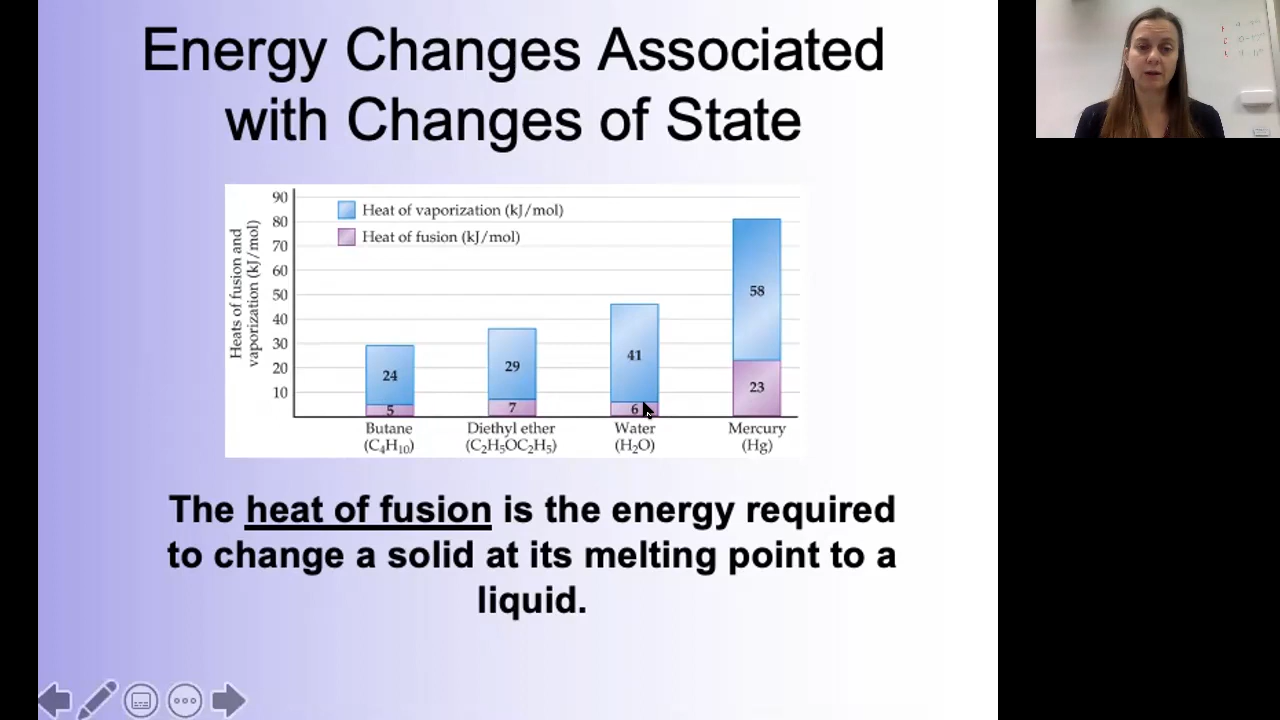 Energy Changes Associated
with Changes of State
Heats of fusion and
vaporization (kJ/mol)
90
80
70
60
50
40
30
20
10
Heat of vaporization (kJ/mol)
Heat of fusion (kJ/mol)
24
5
29
7
41
6
58
23
Butane
(C₄H₁₀)
Diethyl ether
(C₂H₅OC₂H₅)
Water
(H₂O)
Mercury
(Hg)
The heat of fusion is the energy required
to change a solid at its melting point to a
liquid.